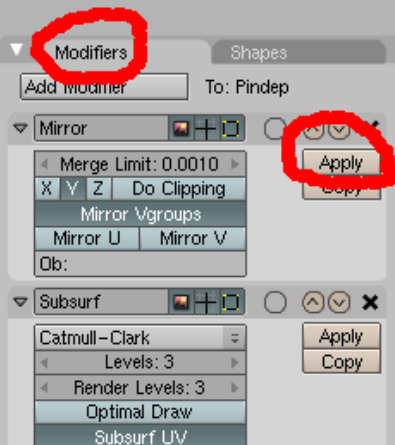 Modifiers Shapes
Add Modifier To: Pindep
Mirror
Merge Limit: 0.0010 Apply
X Y Z Do Clipping Copy
Mirror Vgroups
Mirror U Mirror V
Ob:
Subsurf
Catmull-Clark Apply
Levels: 3 Copy
Render Levels: 3
Optimal Draw
Subsurf UV